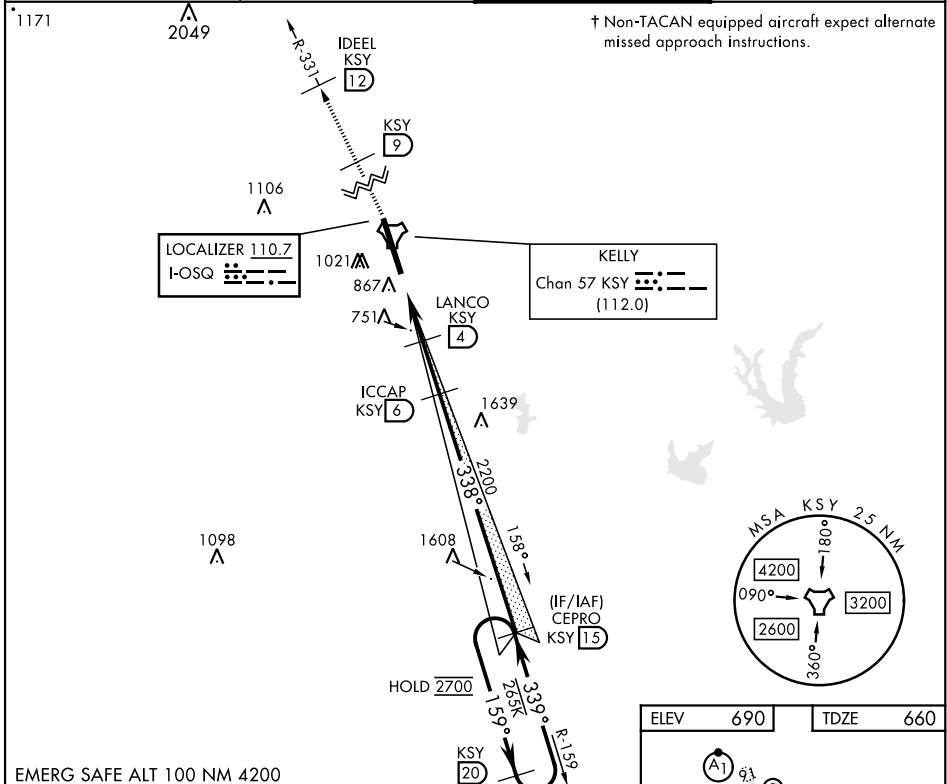 1171
2049
† Non-TACAN equipped aircraft expect alternate
missed approach instructions.
R-331
IDEEL
KSY
12
KSY
9
1106
LOCALIZER 110.7
I-OSQ
KELLY
Chan 57 KSY
(112.0)
1021
867
751
LANCO
KSY
4
ICCAP
KSY 6
1639
338°
2200
158°
1098
1608
(IF/IAF)
CEPRO
KSY 15
MSA KSY 25 NM
180°
4200
090°
3200
2600
360°
HOLD 2700
159°
265K
339°
R-159
KSY
20
ELEV 690
TDZE 660
A1
EMERG SAFE ALT 100 NM 4200